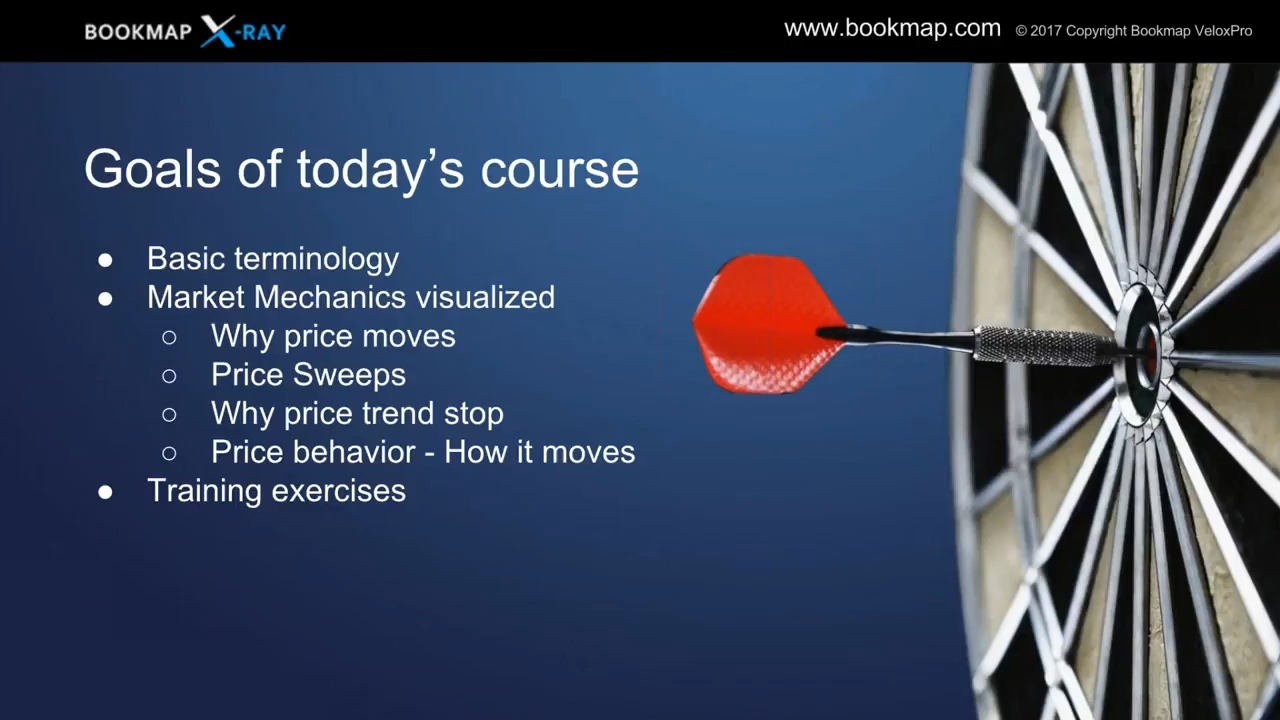 BOOKMAP X-RAY
www.bookmap.com © 2017 Copyright Bookmap VeloxPro
Goals of today’s course
● Basic terminology
● Market Mechanics visualized
○ Why price moves
○ Price Sweeps
○ Why price trend stop
○ Price behavior - How it moves
● Training exercises